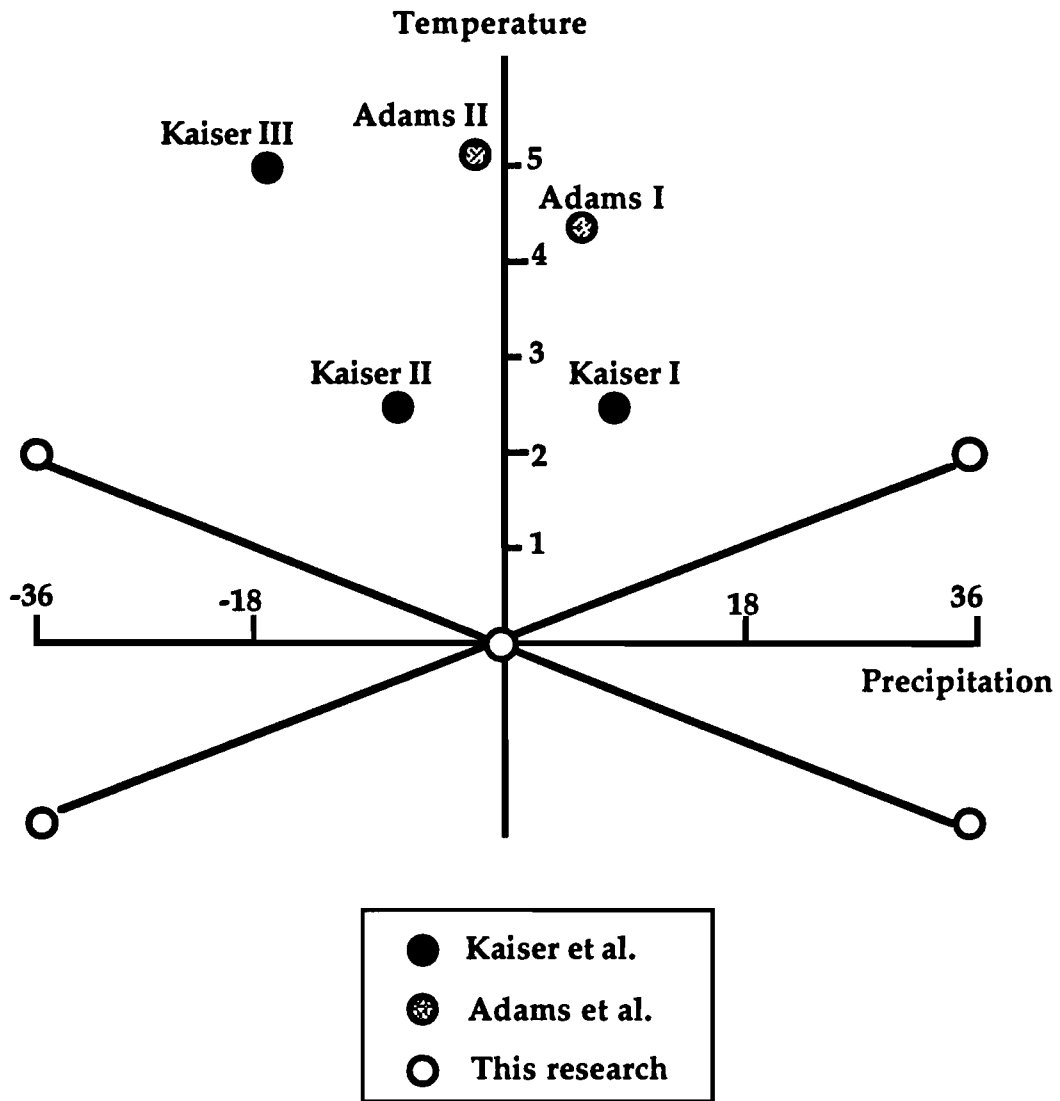 Temperature
Adams II
Kaiser III
5
Adams I
4
3
Kaiser II
Kaiser I
2
1
-36
-18
18
36
Precipitation
Kaiser et al.
Adams et al.
This research